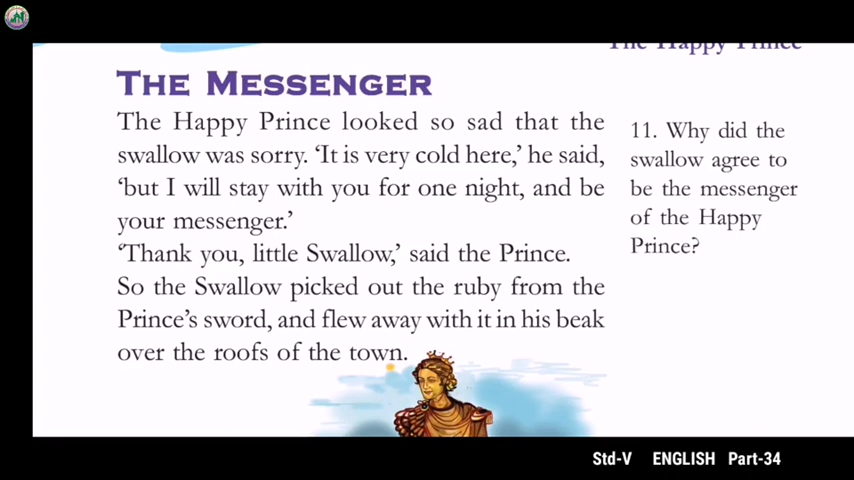 The Happy Prince
THE MESSENGER
The Happy Prince looked so sad that the
swallow was sorry. ‘It is very cold here,’ he said,
‘but I will stay with you for one night, and be
your messenger.’
‘Thank you, little Swallow,’ said the Prince.
So the Swallow picked out the ruby from the
Prince’s sword, and flew away with it in his beak
over the roofs of the town.
11. Why did the
swallow agree to
be the messenger
of the Happy
Prince?
Std-V ENGLISH Part-34